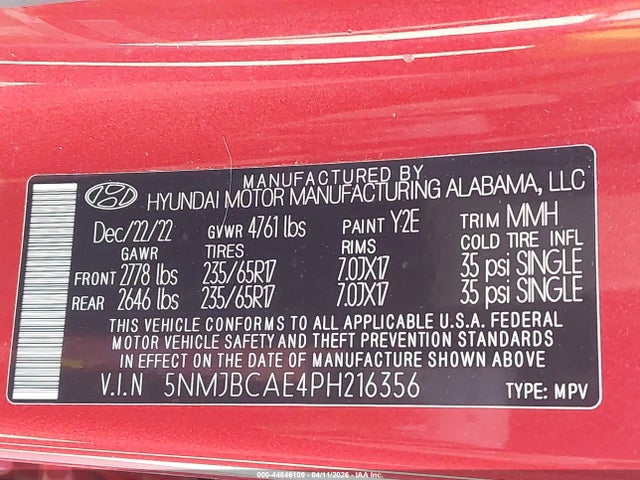 MANUFACTURED BY
HYUNDAI MOTOR MANUFACTURING ALABAMA, LLC
Dec/22/22 GVWR 4761 lbs PAINT Y2E TRIM MMH
GAWR TIRES RIMS COLD TIRE INFL
FRONT 2778 lbs 235/65R17 7.0JX17 35 psi SINGLE
REAR 2646 lbs 235/65R17 7.0JX17 35 psi SINGLE
THIS VEHICLE CONFORMS TO ALL APPLICABLE U.S.A. FEDERAL
MOTOR VEHICLE SAFETY AND THEFT PREVENTION STANDARDS
IN EFFECT ON THE DATE OF MANUFACTURE SHOWN ABOVE.
V.I.N 5NMJBCAE4PH216356 TYPE: MPV
000-44846109 - 04/11/2026 - IAA Inc.